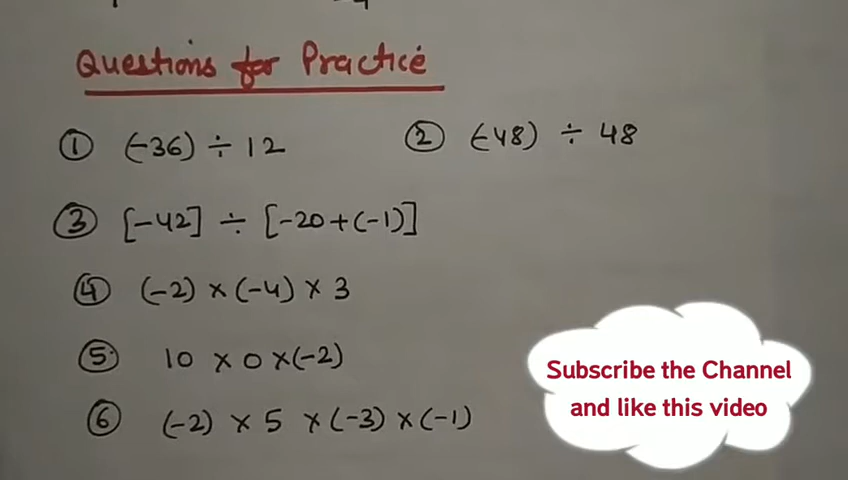 Questions for Practice
① (-36) ÷ 12
② (-48) ÷ 48
③ [-42] ÷ [-20+(-1)]
④ (-2) × (-4) × 3
⑤ 10 × 0 × (-2)
⑥ (-2) × 5 × (-3) × (-1)
Subscribe the Channel
and like this video